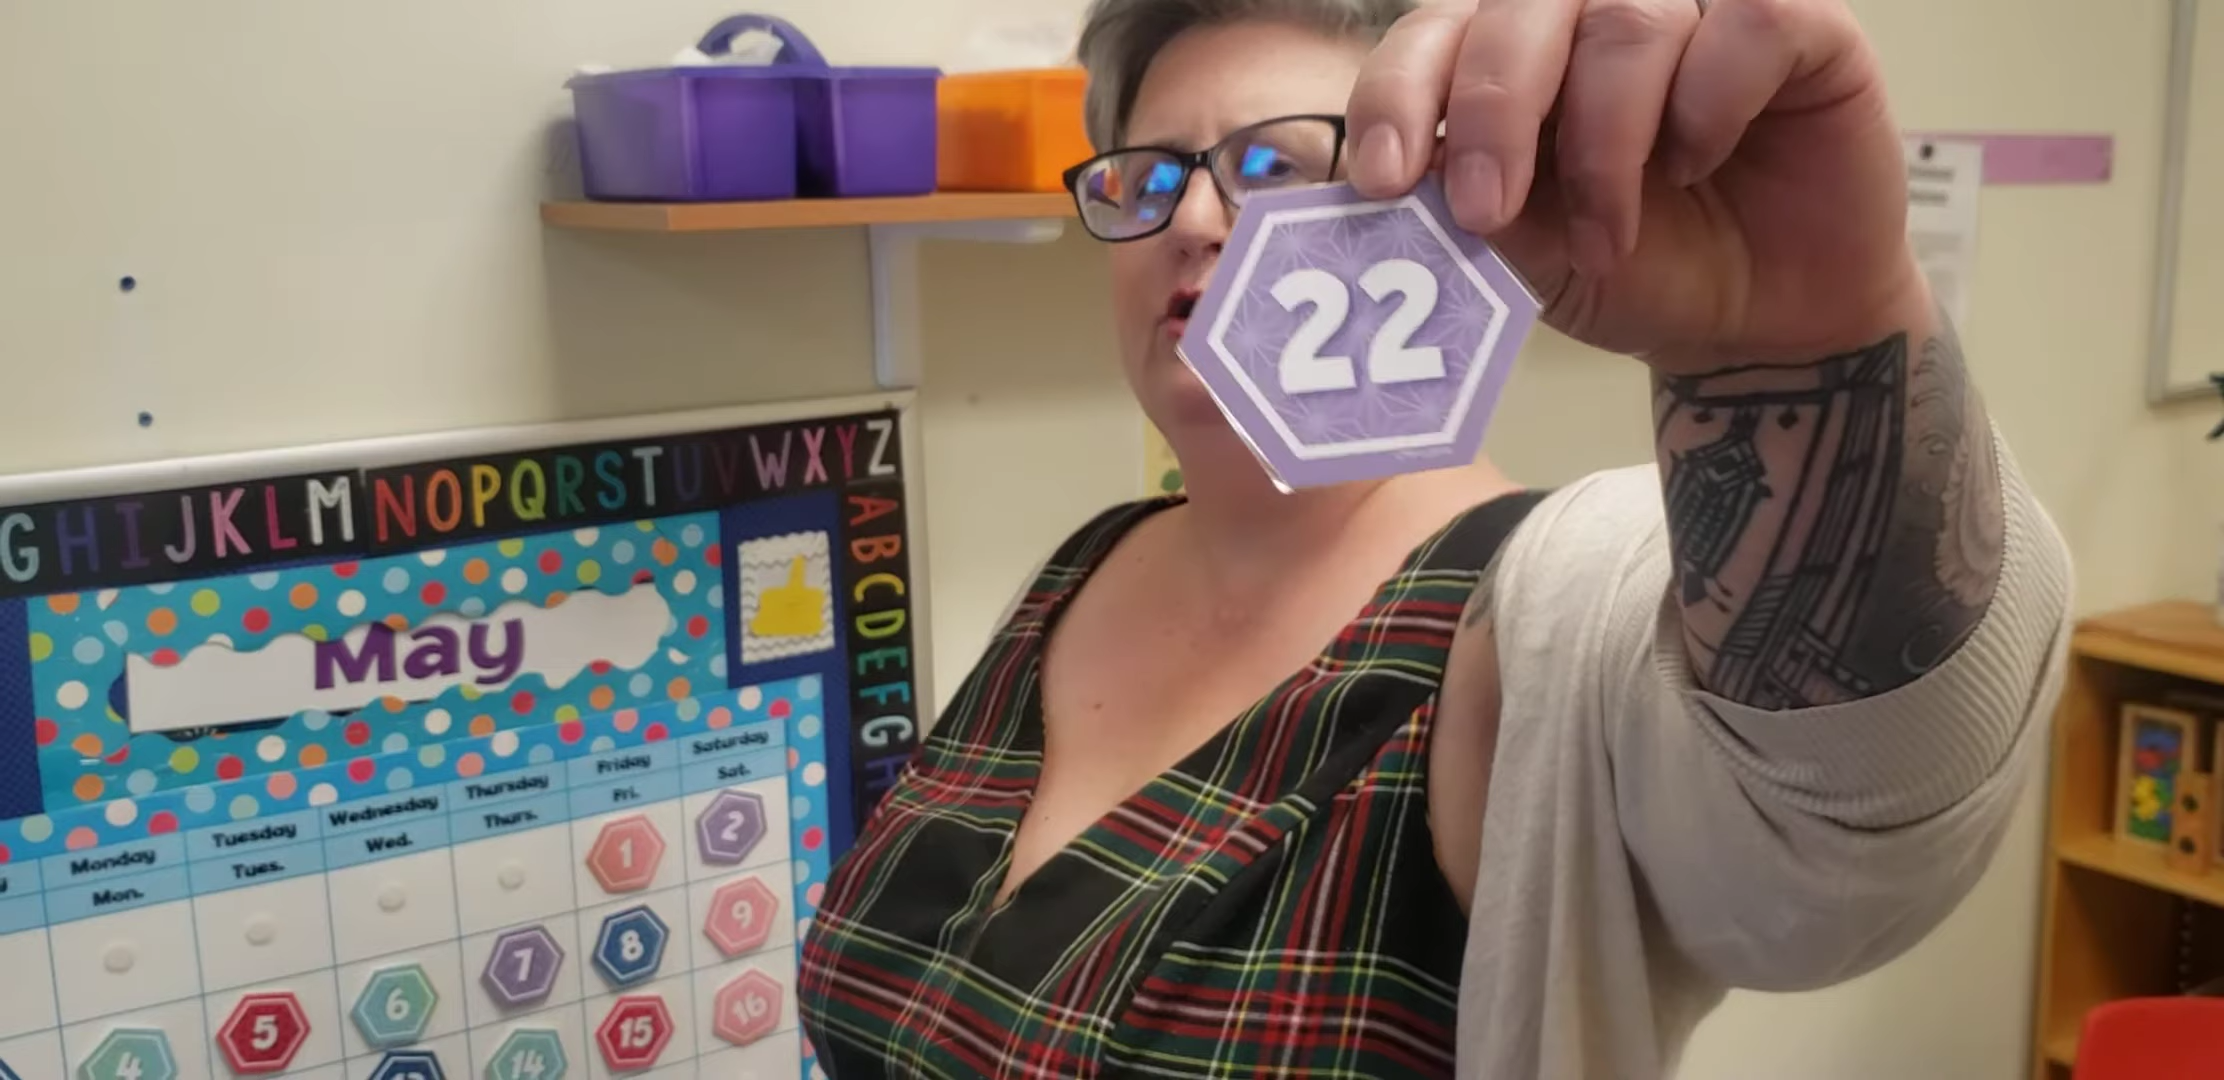 22
GHIJKLMNOPQRSTUVWXYZ
ABCDEFGH
May
Monday Tuesday Wednesday Thursday Friday Saturday
Mon. Tues. Wed. Thurs. Fri. Sat.
1 2
4 5 6 7 8 9
14 15 16